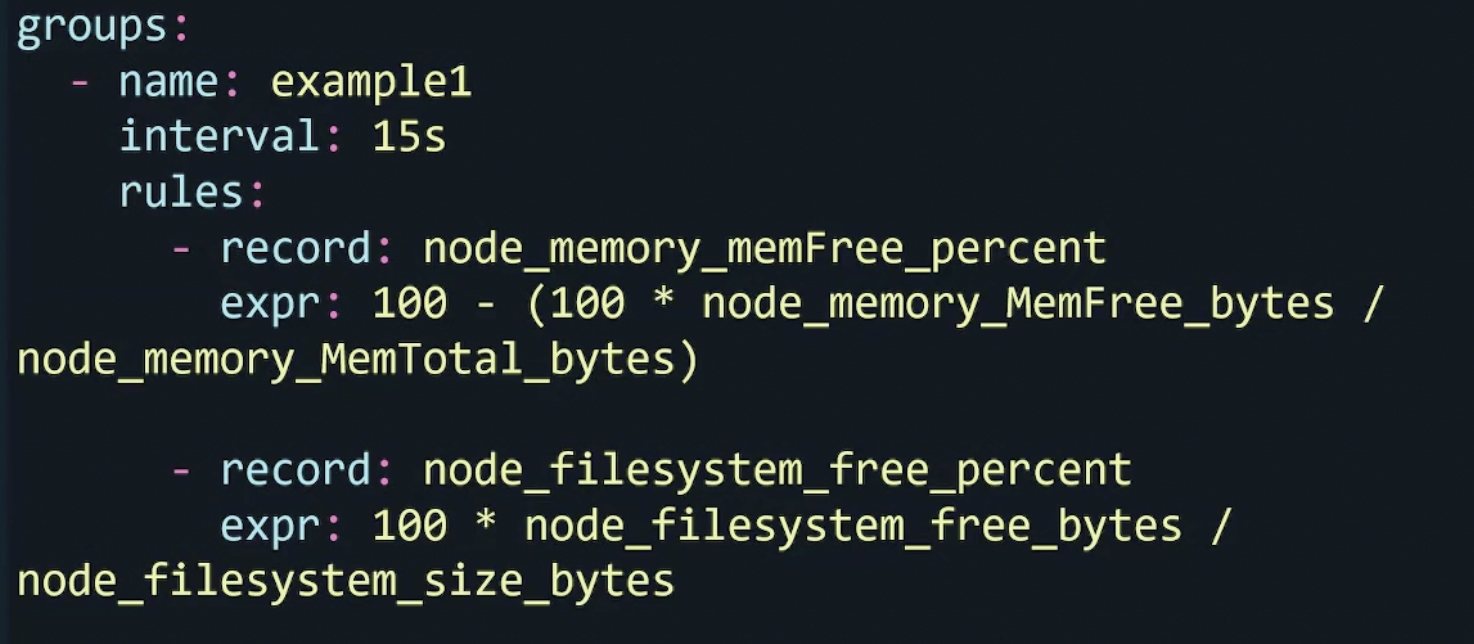 groups:
  - name: example1
    interval: 15s
    rules:
      - record: node_memory_memFree_percent
        expr: 100 - (100 * node_memory_MemFree_bytes /
node_memory_MemTotal_bytes)

      - record: node_filesystem_free_percent
        expr: 100 * node_filesystem_free_bytes /
node_filesystem_size_bytes